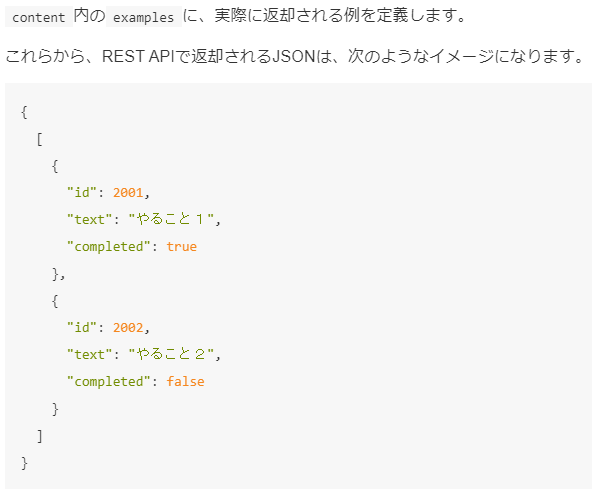 content 内の examples に、実際に返却される例を定義します。
これらから、REST APIで返却されるJSONは、次のようなイメージになります。
{
  [
    {
      "id": 2001,
      "text": "やること１",
      "completed": true
    },
    {
      "id": 2002,
      "text": "やること２",
      "completed": false
    }
  ]
}